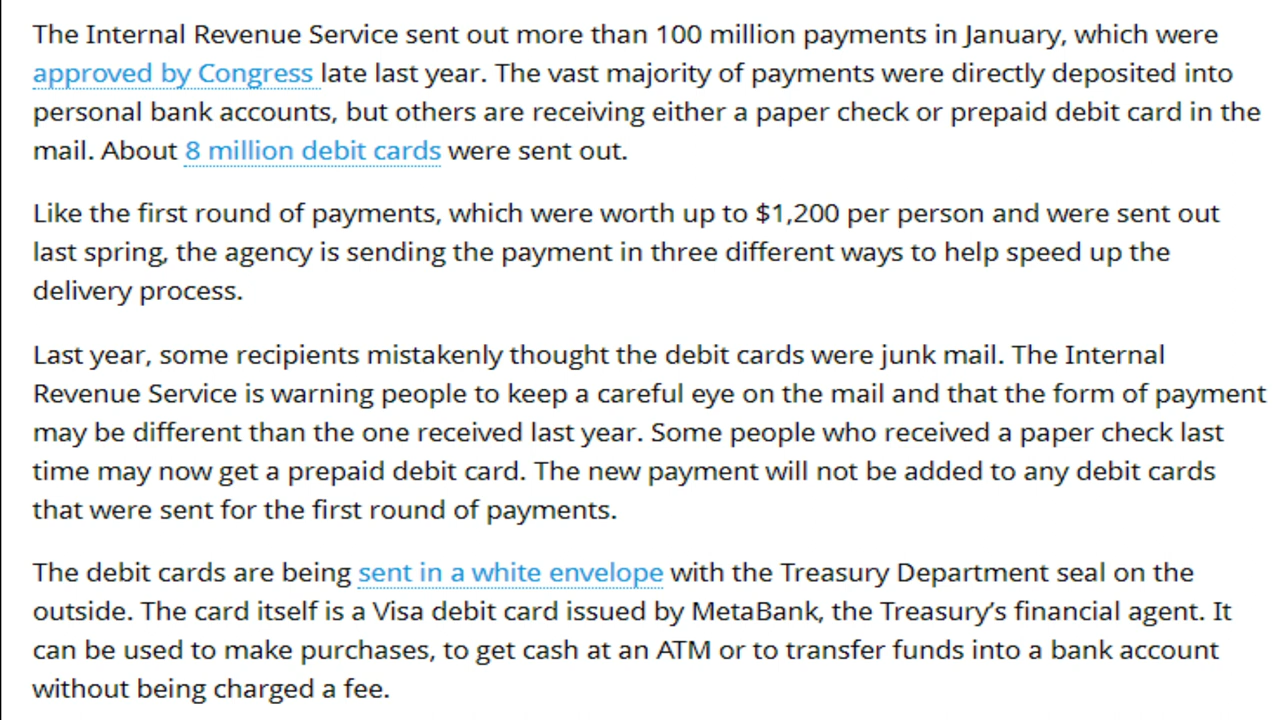 The Internal Revenue Service sent out more than 100 million payments in January, which were
approved by Congress late last year. The vast majority of payments were directly deposited into
personal bank accounts, but others are receiving either a paper check or prepaid debit card in the
mail. About 8 million debit cards were sent out.
Like the first round of payments, which were worth up to $1,200 per person and were sent out
last spring, the agency is sending the payment in three different ways to help speed up the
delivery process.
Last year, some recipients mistakenly thought the debit cards were junk mail. The Internal
Revenue Service is warning people to keep a careful eye on the mail and that the form of payment
may be different than the one received last year. Some people who received a paper check last
time may now get a prepaid debit card. The new payment will not be added to any debit cards
that were sent for the first round of payments.
The debit cards are being sent in a white envelope with the Treasury Department seal on the
outside. The card itself is a Visa debit card issued by MetaBank, the Treasury’s financial agent. It
can be used to make purchases, to get cash at an ATM or to transfer funds into a bank account
without being charged a fee.